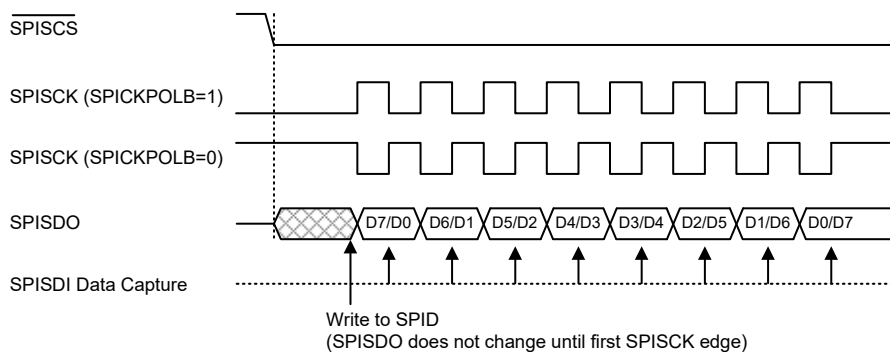 SPISCS
SPISCK (SPICKPOLB=1)
SPISCK (SPICKPOLB=0)
SPISDO
D7/D0 D6/D1 D5/D2 D4/D3 D3/D4 D2/D5 D1/D6 D0/D7
SPISDI Data Capture
Write to SPID
(SPISDO does not change until first SPISCK edge)